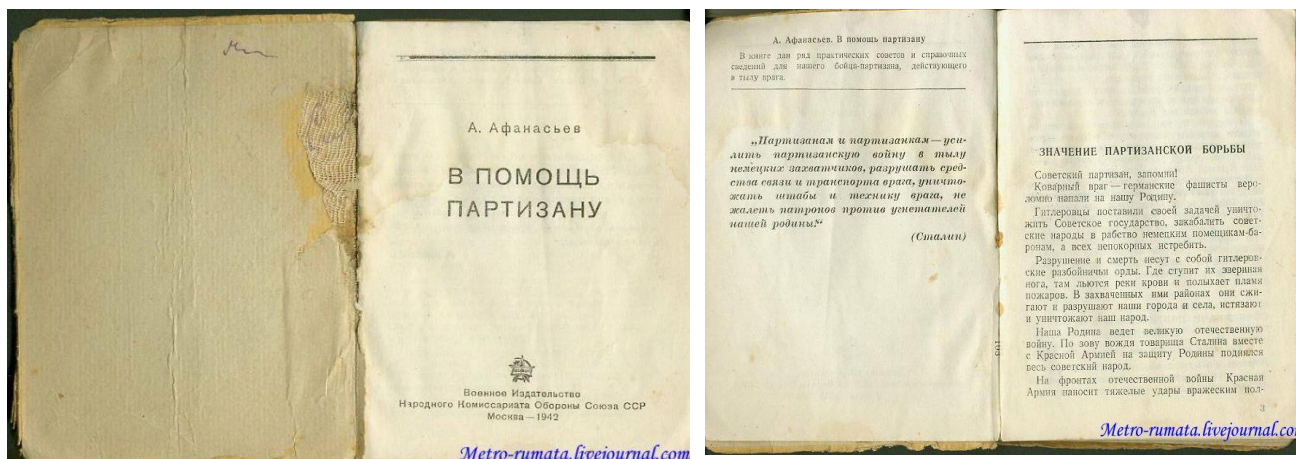 А. Афанасьев
В ПОМОЩЬ
ПАРТИЗАНУ
Военное Издательство
Народного Комиссариата Обороны Союза ССР
Москва — 1942
Metro-rumata.livejournal.com
А. Афанасьев. В помощь партизану
В книге дан ряд практических советов и справочных
сведений для нашего бойца-партизана, действующего
в тылу врага.
„Партизанам и партизанкам — уси-
лить партизанскую войну в тылу
немецких захватчиков, разрушать сред-
ства связи и транспорта врага, уничто-
жать штабы и технику врага, не
жалеть патронов против угнетателей
нашей родины!“
(Сталин)
103
ЗНАЧЕНИЕ ПАРТИЗАНСКОЙ БОРЬБЫ
Советский партизан, запомни!
Коварный враг — германские фашисты веро-
ломно напали на нашу Родину.
Гитлеровцы поставили своей задачей уничто-
жить Советское государство, закабалить совет-
ские народы в рабство немецким помещикам-ба-
ронам, а всех непокорных истребить.
Разрушение и смерть несут с собой гитлеров-
ские разбойничьи орды. Где ступит их звериная
нога, там льются реки крови и полыхает пламя
пожаров. В захваченных ими районах они сжи-
гают и разрушают наши города и села, истязают
и уничтожают наш народ.
Наша Родина ведет великую отечественную
войну. По зову вождя товарища Сталина вместе
с Красной Армией на защиту Родины поднялся
весь советский народ.
На фронтах отечественной войны Красная
Армия наносит тяжелые удары вражеским пол-
3
Metro-rumata.livejournal.co